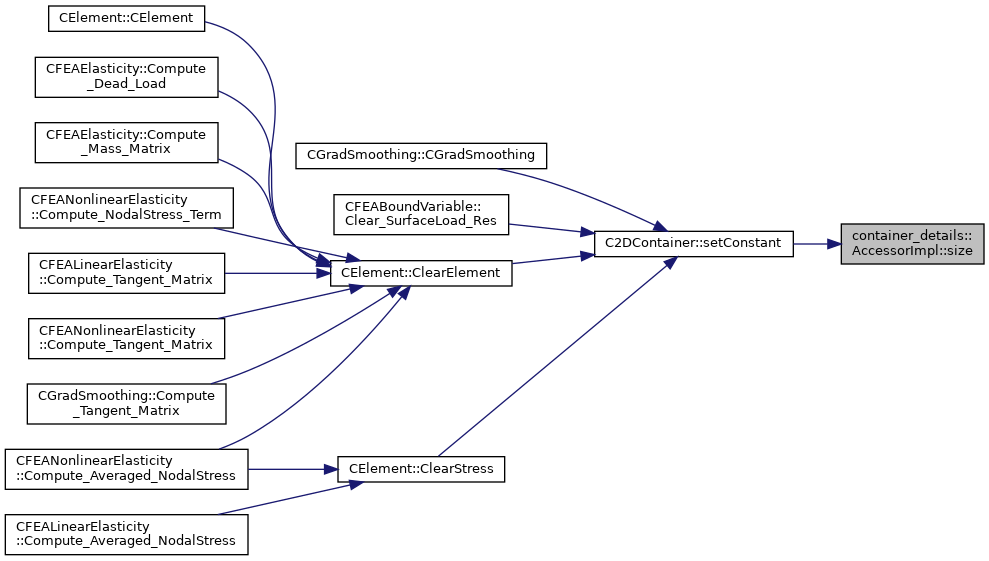 CElement::CElement
CFEAElasticity::Compute
_Dead_Load
CFEAElasticity::Compute
_Mass_Matrix
CFEANonlinearElasticity
::Compute_NodalStress_Term
CFEALinearElasticity
::Compute_Tangent_Matrix
CFEANonlinearElasticity
::Compute_Tangent_Matrix
CGradSmoothing::Compute
_Tangent_Matrix
CFEANonlinearElasticity
::Compute_Averaged_NodalStress
CFEALinearElasticity
::Compute_Averaged_NodalStress
CGradSmoothing::CGradSmoothing
CFEABoundVariable::
Clear_SurfaceLoad_Res
CElement::ClearElement
CElement::ClearStress
C2DContainer::setConstant
container_details::
AccessorImpl::size